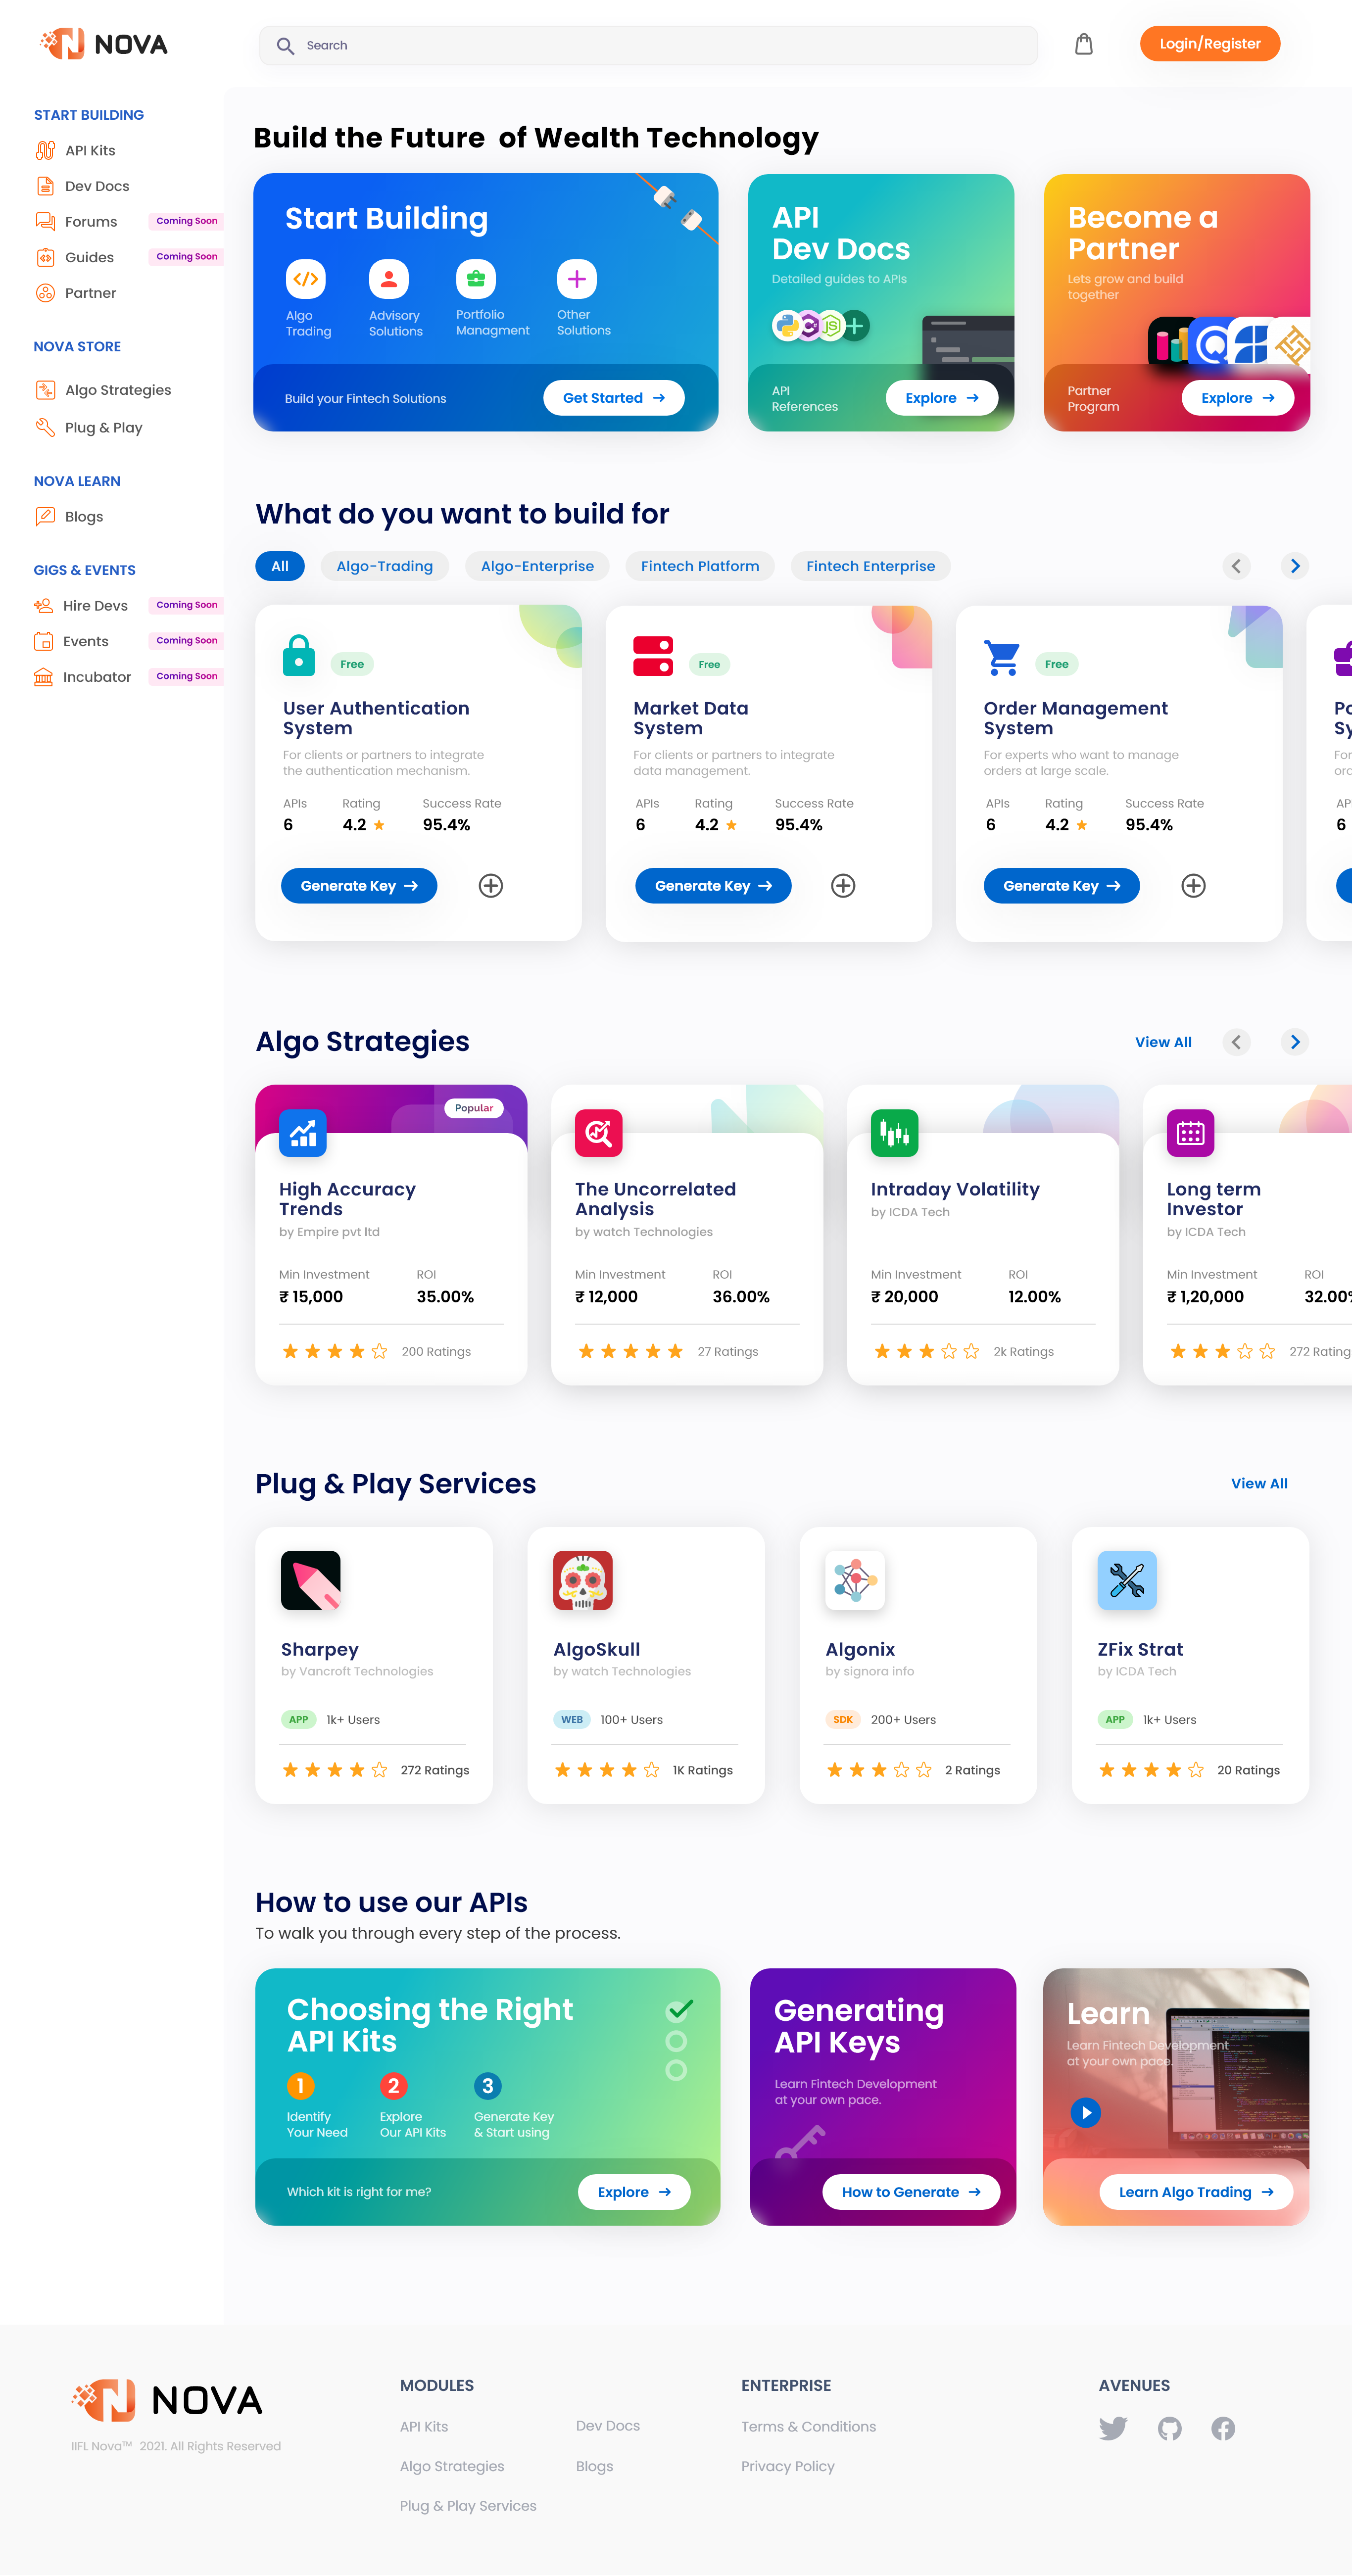 NOVA
Search
Login/Register
START BUILDING
API Kits
Dev Docs
Forums
Coming Soon
Guides
Coming Soon
Partner
NOVA STORE
Algo Strategies
Plug & Play
NOVA LEARN
Blogs
GIGS & EVENTS
Hire Devs
Coming Soon
Events
Coming Soon
Incubator
Coming Soon
Build the Future of Wealth Technology
Start Building
Algo
Trading
Advisory
Solutions
Portfolio
Managment
Other
Solutions
Build your Fintech Solutions
Get Started
API
Dev Docs
Detailed guides to APIs
API
References
Explore
Become a
Partner
Lets grow and build
together
Partner
Program
Explore
What do you want to build for
All
Algo-Trading
Algo-Enterprise
Fintech Platform
Fintech Enterprise
Free
User Authentication
System
For clients or partners to integrate
the authentication mechanism.
APIs Rating Success Rate
6 4.2 95.4%
Generate Key
Free
Market Data
System
For clients or partners to integrate
data management.
APIs Rating Success Rate
6 4.2 95.4%
Generate Key
Free
Order Management
System
For experts who want to manage
orders at large scale.
APIs Rating Success Rate
6 4.2 95.4%
Generate Key
Po
Sy
For
ord
AP
6
Algo Strategies
View All
Popular
High Accuracy
Trends
by Empire pvt ltd
Min Investment ROI
₹ 15,000 35.00%
200 Ratings
The Uncorrelated
Analysis
by watch Technologies
Min Investment ROI
₹ 12,000 36.00%
27 Ratings
Intraday Volatility
by ICDA Tech
Min Investment ROI
₹ 20,000 12.00%
2k Ratings
Long term
Investor
by ICDA Tech
Min Investment ROI
₹ 1,20,000 32.00%
272 Rating
Plug & Play Services
View All
Sharpey
by Vancroft Technologies
APP 1k+ Users
272 Ratings
AlgoSkull
by watch Technologies
WEB 100+ Users
1K Ratings
Algonix
by signora info
SDK 200+ Users
2 Ratings
ZFix Strat
by ICDA Tech
APP 1k+ Users
20 Ratings
How to use our APIs
To walk you through every step of the process.
Choosing the Right
API Kits
1
Identify
Your Need
2
Explore
Our API Kits
3
Generate Key
& Start using
Which kit is right for me?
Explore
Generating
API Keys
Learn Fintech Development
at your own pace.
How to Generate
Learn
Learn Fintech Development
at your own pace.
Learn Algo Trading
NOVA
IIFL Nova™ 2021. All Rights Reserved
MODULES
API Kits
Dev Docs
Algo Strategies
Blogs
Plug & Play Services
ENTERPRISE
Terms & Conditions
Privacy Policy
AVENUES